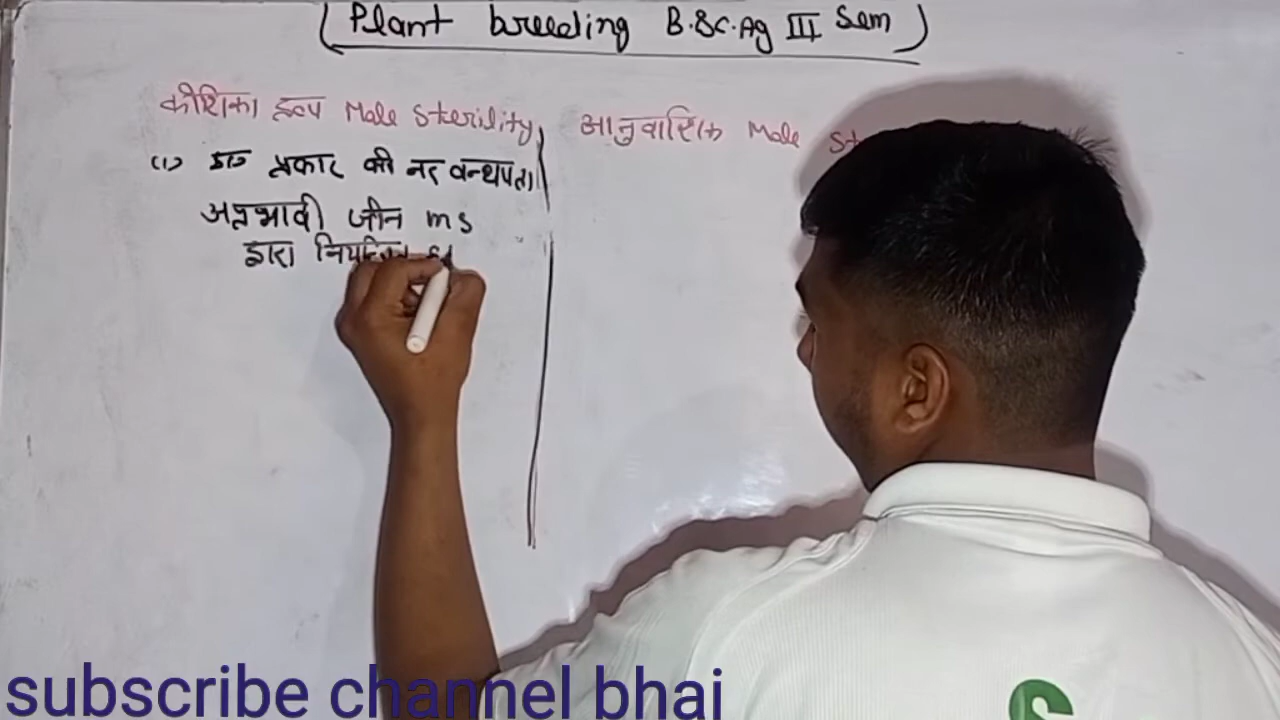 (Plant breeding B.Sc.Ag III Sem)
कोशिका द्रव्य Male Sterility
आनुवांशिक Male
(1) इस प्रकार की नर वन्ध्यता
अप्रभावी जीन ms
द्वारा
subscribe channel bhai